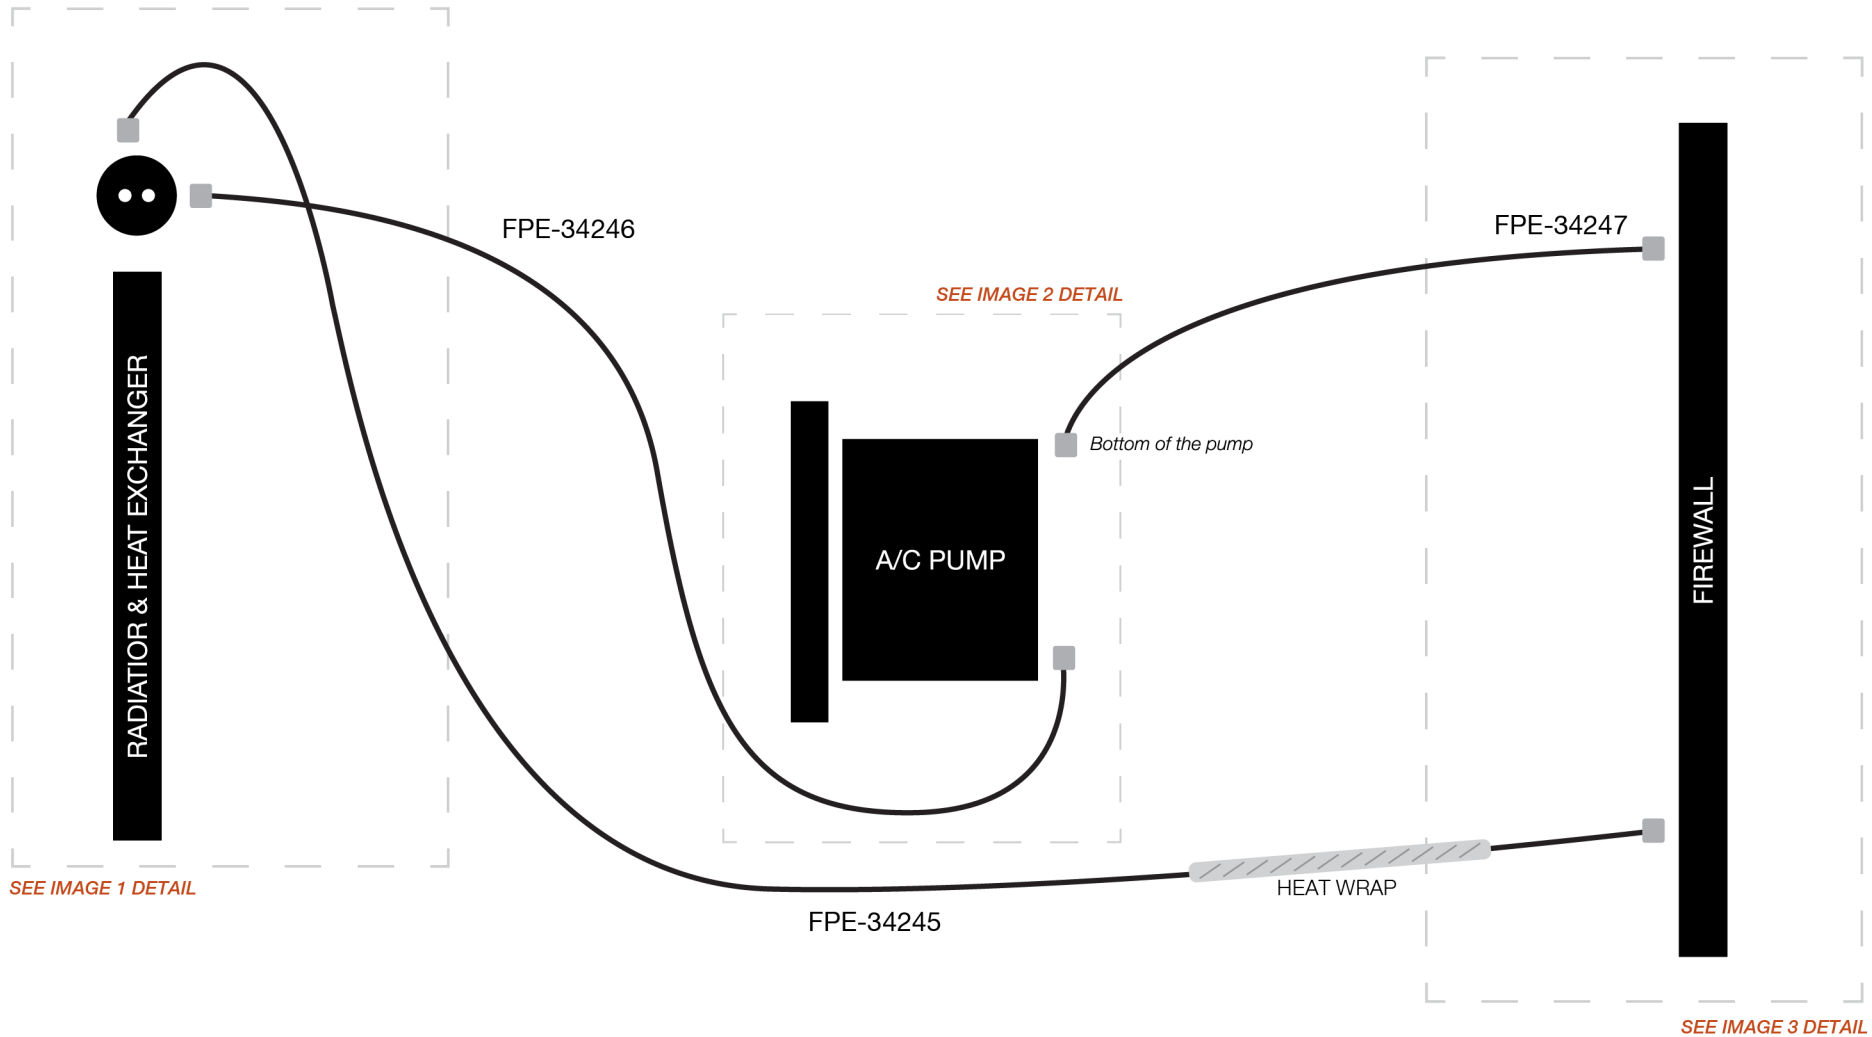 FPE-34246
FPE-34247
SEE IMAGE 2 DETAIL
Bottom of the pump
RADIATIOR & HEAT EXCHANGER
A/C PUMP
FIREWALL
SEE IMAGE 1 DETAIL
HEAT WRAP
FPE-34245
SEE IMAGE 3 DETAIL